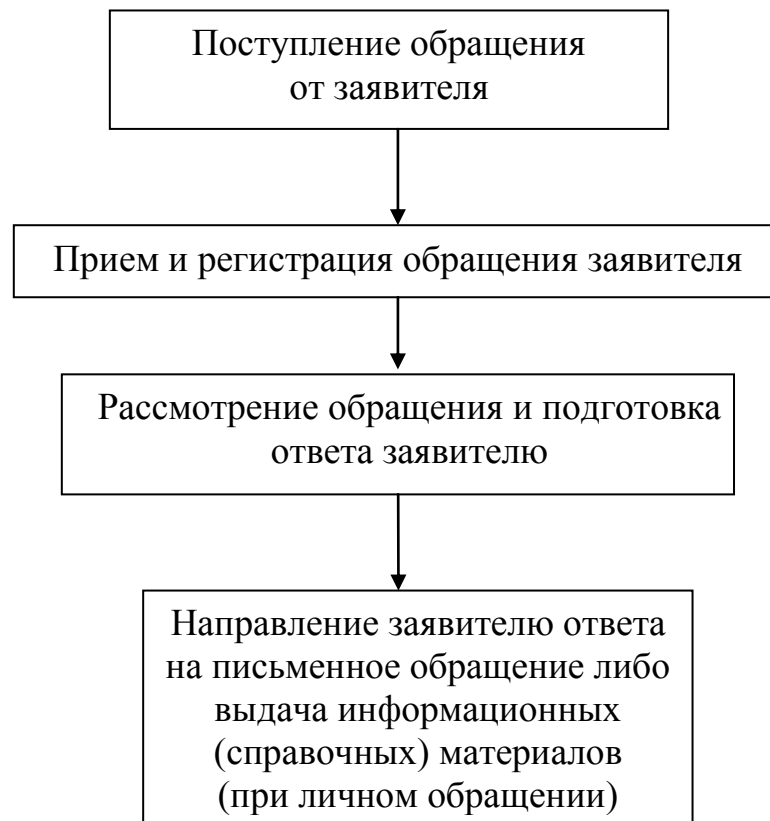 Поступление обращения
от заявителя
Прием и регистрация обращения заявителя
Рассмотрение обращения и подготовка
ответа заявителю
Направление заявителю ответа
на письменное обращение либо
выдача информационных
(справочных) материалов
(при личном обращении)